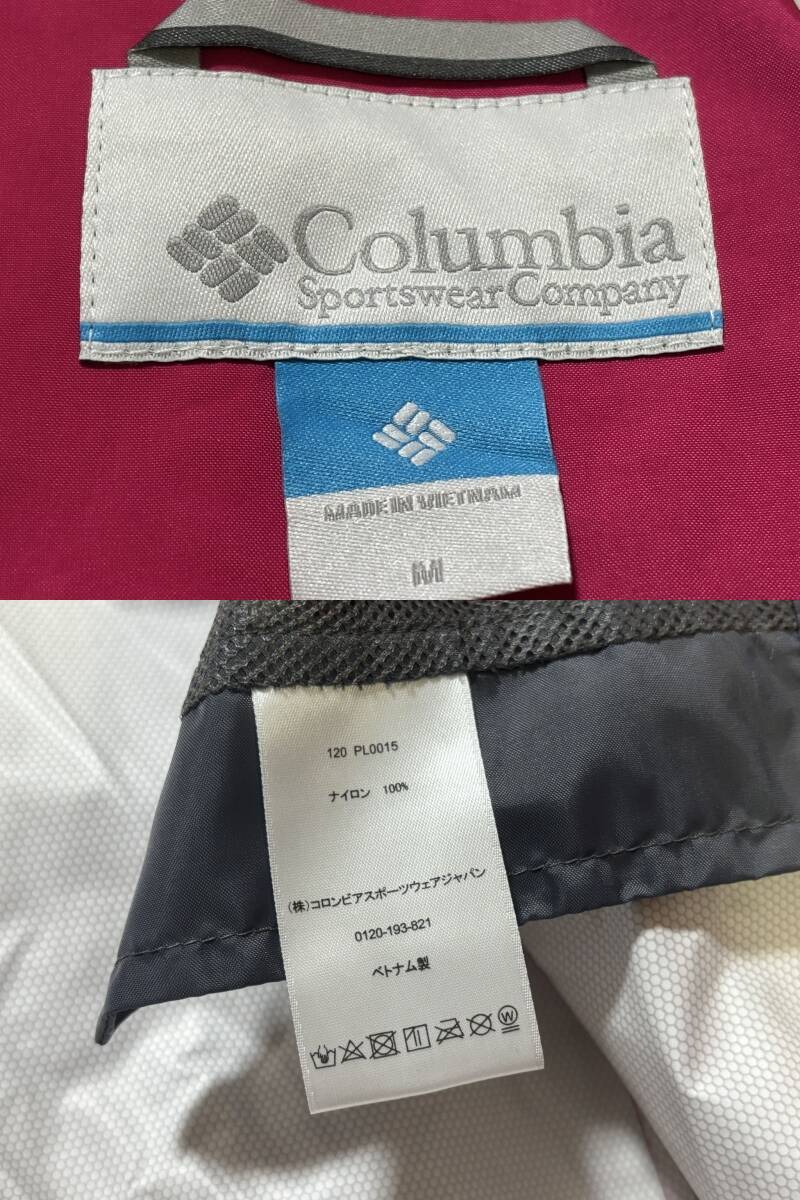 Columbia
Sportswear Company
MADE IN VIETNAM
M
120 PL0015
ナイロン 100%
(株)コロンビアスポーツウェアジャパン
0120-193-821
ベトナム製
W